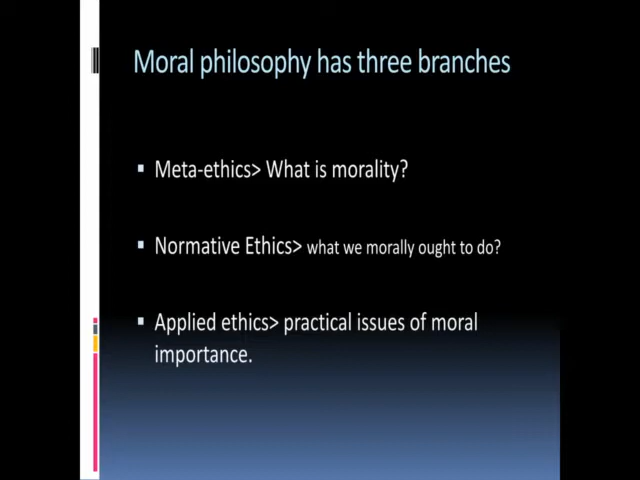 Moral philosophy has three branches
▪ Meta-ethics> What is morality?
▪ Normative Ethics> what we morally ought to do?
▪ Applied ethics> practical issues of moral
importance.